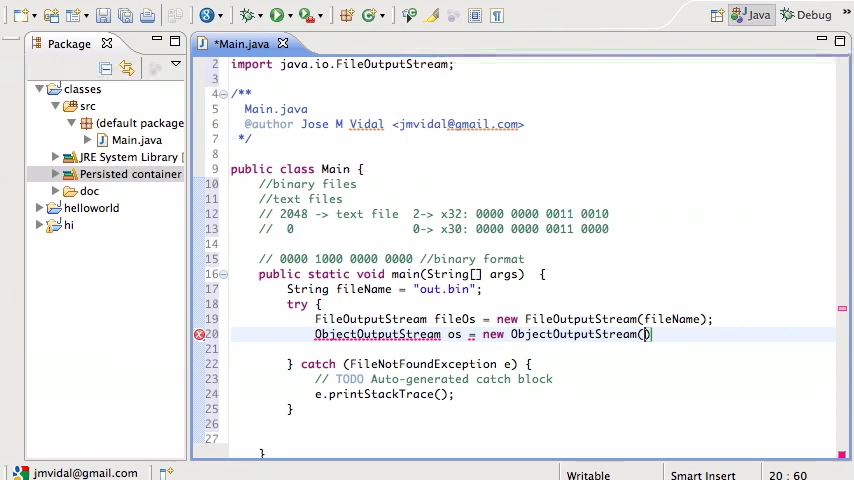 Java
Debug
Package
classes
src
(default package
Main.java
JRE System Library [
Persisted container
doc
helloworld
hi
*Main.java
2 import java.io.FileOutputStream;
3
4 /**
5 Main.java
6 @author Jose M Vidal <jmvidal@gmail.com>
7 */
8
9 public class Main {
10 //binary files
11 //text files
12 // 2048 -> text file 2-> x32: 0000 0000 0011 0010
13 // 0 0-> x30: 0000 0000 0011 0000
14
15 // 0000 1000 0000 0000 //binary format
16 public static void main(String[] args) {
17 String fileName = "out.bin";
18 try {
19 FileOutputStream fileOs = new FileOutputStream(fileName);
20 ObjectOutputStream os = new ObjectOutputStream()
21
22 } catch (FileNotFoundException e) {
23 // TODO Auto-generated catch block
24 e.printStackTrace();
25 }
26
27
}
jmvidal@gmail.com
Writable
Smart Insert
20 : 60